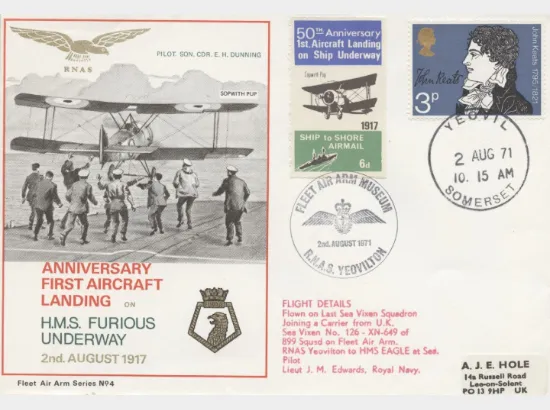 RNAS
PILOT. SQN. CDR. E. H. DUNNING
SOPWITH PUP
ANNIVERSARY
FIRST AIRCRAFT
LANDING ON
H.M.S. FURIOUS
UNDERWAY
2nd. AUGUST 1917
Fleet Air Arm Series Nº4
50th Anniversary
1st. Aircraft Landing
on Ship Underway
Sopwith Pup
1917
SHIP to SHORE
AIRMAIL
6d
John Keats 1795-1821
John Keats
3p
YEOVIL
2 AUG 71
10. 15 AM
SOMERSET
FLEET AIR ARM MUSEUM
2nd. AUGUST 1971
R.N.A.S. YEOVILTON
FLIGHT DETAILS
Flown on Last Sea Vixen Squadron
Joining a Carrier from U.K.
Sea Vixen No. 126 - XN-649 of
899 Squad on Fleet Air Arm.
RNAS Yeovilton to HMS EAGLE at Sea.
Pilot
Lieut J. M. Edwards, Royal Navy.
A. J. E. HOLE
14a Russell Road
Lee-on-Solent
PO 13 9HP UK